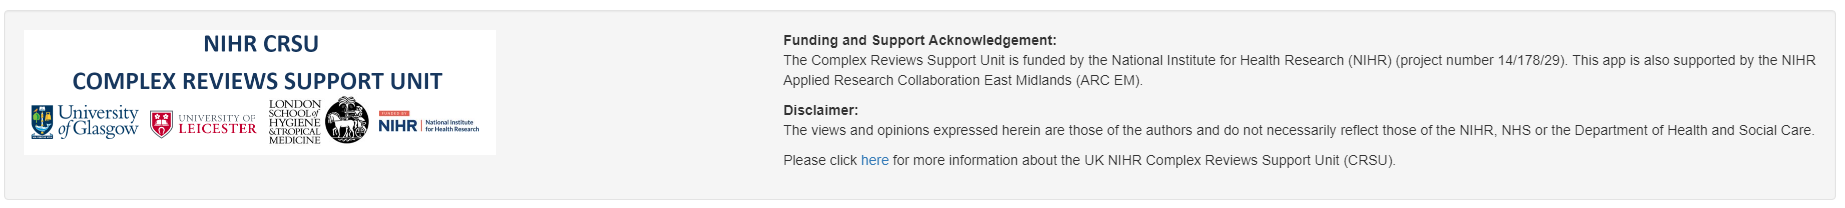 NIHR CRSU
COMPLEX REVIEWS SUPPORT UNIT
University
of Glasgow
UNIVERSITY OF
LEICESTER
LONDON
SCHOOL of
HYGIENE
&TROPICAL
MEDICINE
FUNDED BY
NIHR | National Institute
for Health Research
Funding and Support Acknowledgement:
The Complex Reviews Support Unit is funded by the National Institute for Health Research (NIHR) (project number 14/178/29). This app is also supported by the NIHR
Applied Research Collaboration East Midlands (ARC EM).
Disclaimer:
The views and opinions expressed herein are those of the authors and do not necessarily reflect those of the NIHR, NHS or the Department of Health and Social Care.
Please click here for more information about the UK NIHR Complex Reviews Support Unit (CRSU).